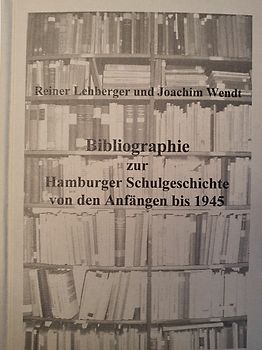 Reiner Lehberger und Joachim Wendt
Bibliographie
zur
Hamburger Schulgeschichte
von den Anfängen bis 1945